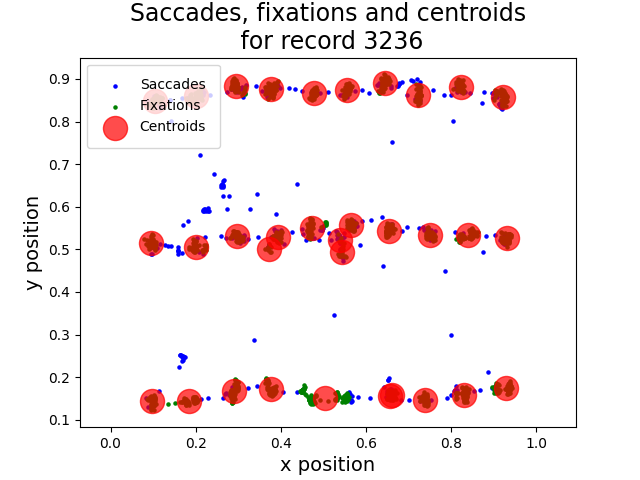 Saccades, fixations and centroids
for record 3236
Saccades
Fixations
Centroids
y position
0.9
0.8
0.7
0.6
0.5
0.4
0.3
0.2
0.1
0.0
0.2
0.4
0.6
0.8
1.0
x position